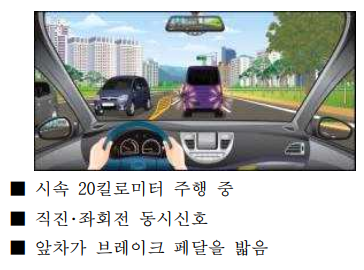 ■ 시속 20킬로미터 주행 중
■ 직진·좌회전 동시신호
■ 앞차가 브레이크 페달을 밟음